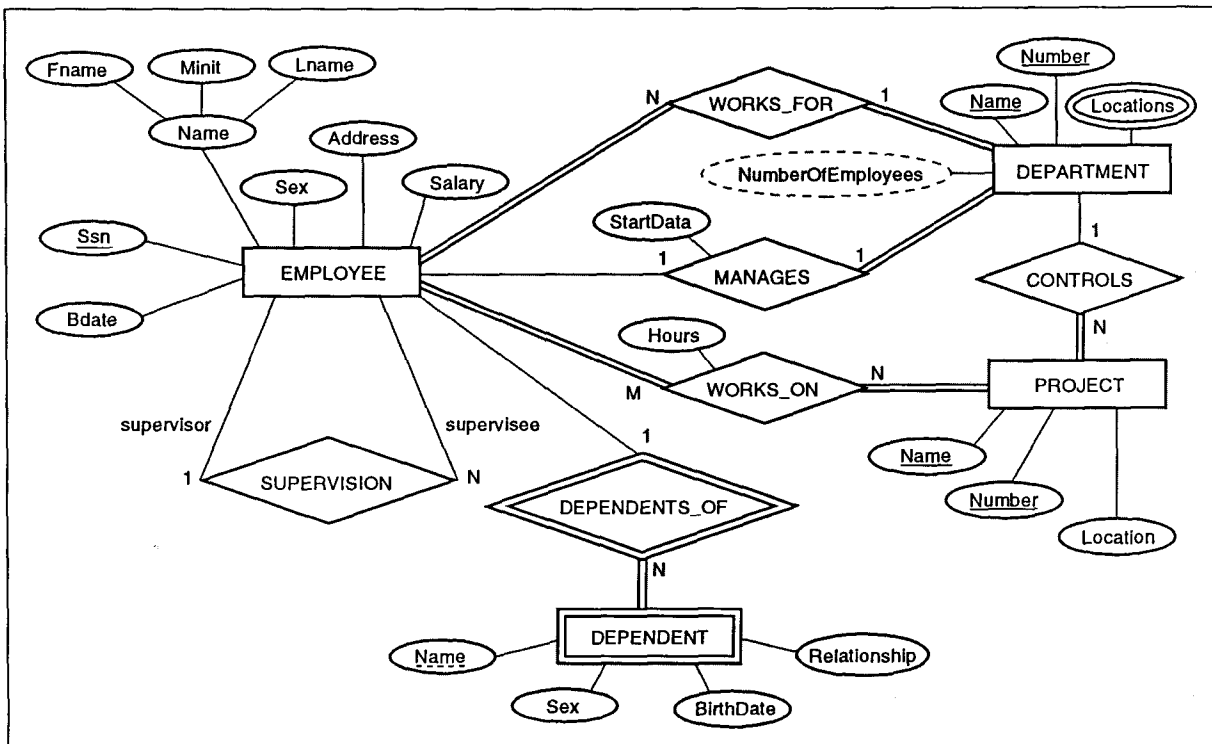 Number
Fname
Minit
Lname
N
WORKS_FOR
1
Name
Locations
Name
Address
Sex
Salary
NumberOfEmployees
DEPARTMENT
Ssn
StartData
1
EMPLOYEE
1
MANAGES
1
CONTROLS
Bdate
Hours
N
M
WORKS_ON
N
PROJECT
supervisor
supervisee
1
Name
1
SUPERVISION
N
DEPENDENTS_OF
Number
Location
N
DEPENDENT
Name
Relationship
Sex
BirthDate